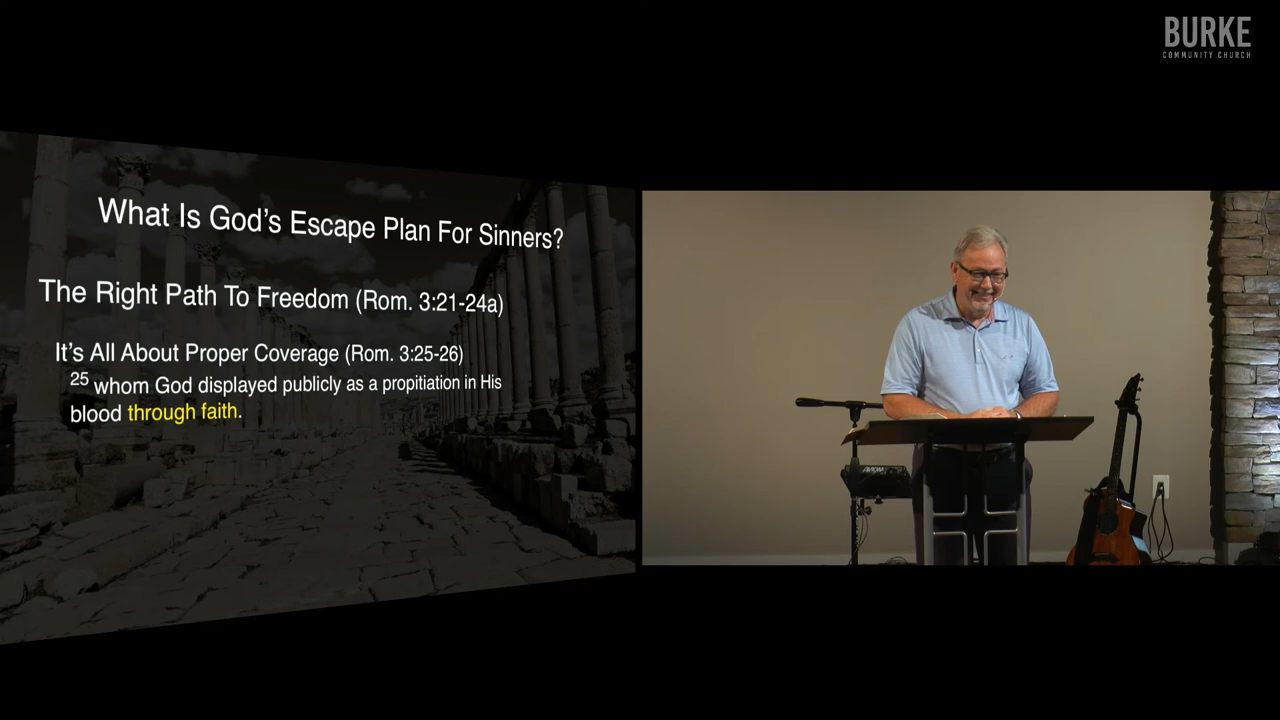 BURKE
COMMUNITY CHURCH
What Is God's Escape Plan For Sinners?
The Right Path To Freedom (Rom. 3:21-24a)
It's All About Proper Coverage (Rom. 3:25-26)
25 whom God displayed publicly as a propitiation in His
blood through faith.